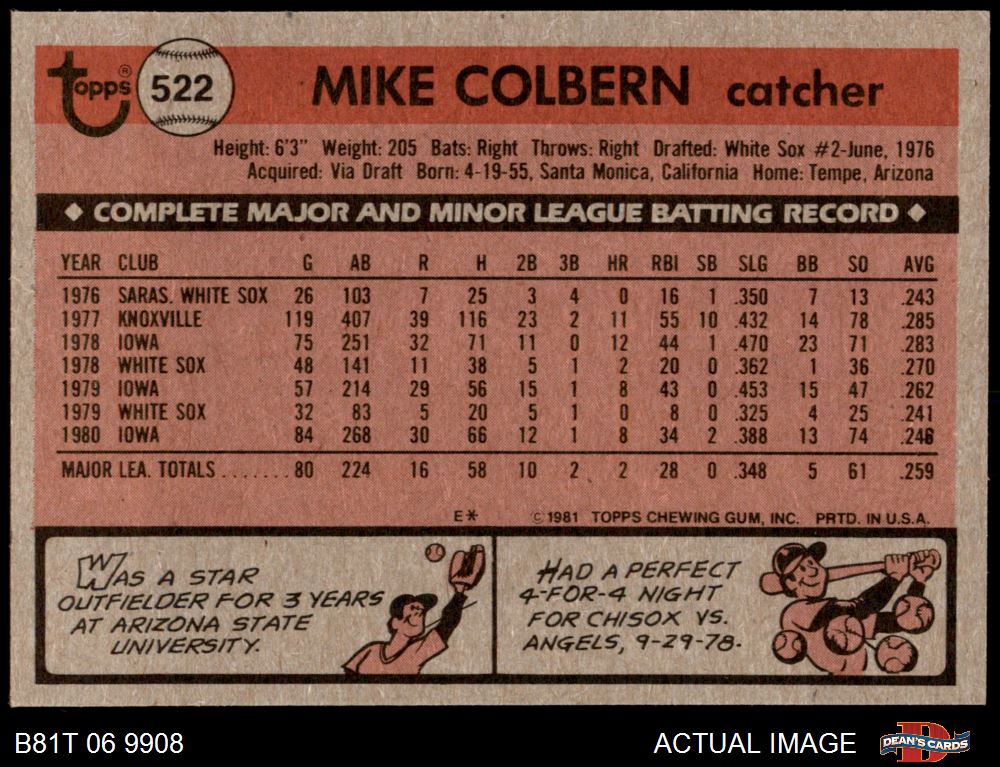 topps® 522 MIKE COLBERN catcher
Height: 6'3" Weight: 205 Bats: Right Throws: Right Drafted: White Sox #2-June, 1976
Acquired: Via Draft Born: 4-19-55, Santa Monica, California Home: Tempe, Arizona
◆ COMPLETE MAJOR AND MINOR LEAGUE BATTING RECORD ◆
YEAR CLUB G AB R H 2B 3B HR RBI SB SLG BB SO AVG
1976 SARAS. WHITE SOX 26 103 7 25 3 4 0 16 1 .350 7 13 .243
1977 KNOXVILLE 119 407 39 116 23 2 11 55 10 .432 14 78 .285
1978 IOWA 75 251 32 71 11 0 12 44 1 .470 23 71 .283
1978 WHITE SOX 48 141 11 38 5 1 2 20 0 .362 1 36 .270
1979 IOWA 57 214 29 56 15 1 8 43 0 .453 15 47 .262
1979 WHITE SOX 32 83 5 20 5 1 0 8 0 .325 4 25 .241
1980 IOWA 84 268 30 66 12 1 8 34 2 .388 13 74 .246
MAJOR LEA. TOTALS ....... 80 224 16 58 10 2 2 28 0 .348 5 61 .259
E* © 1981 TOPPS CHEWING GUM, INC. PRTD. IN U.S.A.
WAS A STAR
OUTFIELDER FOR 3 YEARS
AT ARIZONA STATE
UNIVERSITY.
HAD A PERFECT
4-FOR-4 NIGHT
FOR CHISOX VS.
ANGELS, 9-29-78.
B81T 06 9908 ACTUAL IMAGE DEAN'S CARDS